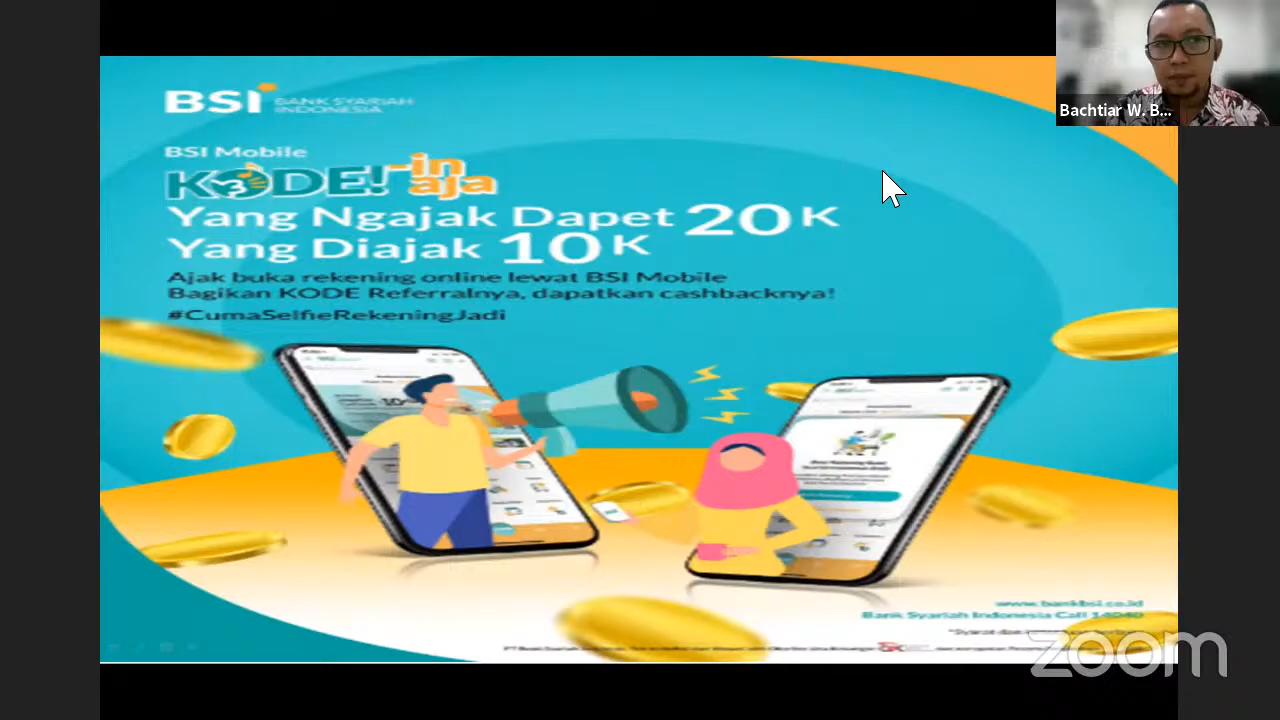 BSI BANK SYARIAH
INDONESIA
Bachtiar W. B...
BSI Mobile
KODE!-in
aja
Yang Ngajak Dapet 20K
Yang Diajak 10K
Ajak buka rekening online lewat BSI Mobile
Bagikan KODE Referralnya, dapatkan cashbacknya!
#CumaSelfieRekeningJadi
www.bankbsi.co.id
Bank Syariah Indonesia Call 14040
*Syarat dan
zoom